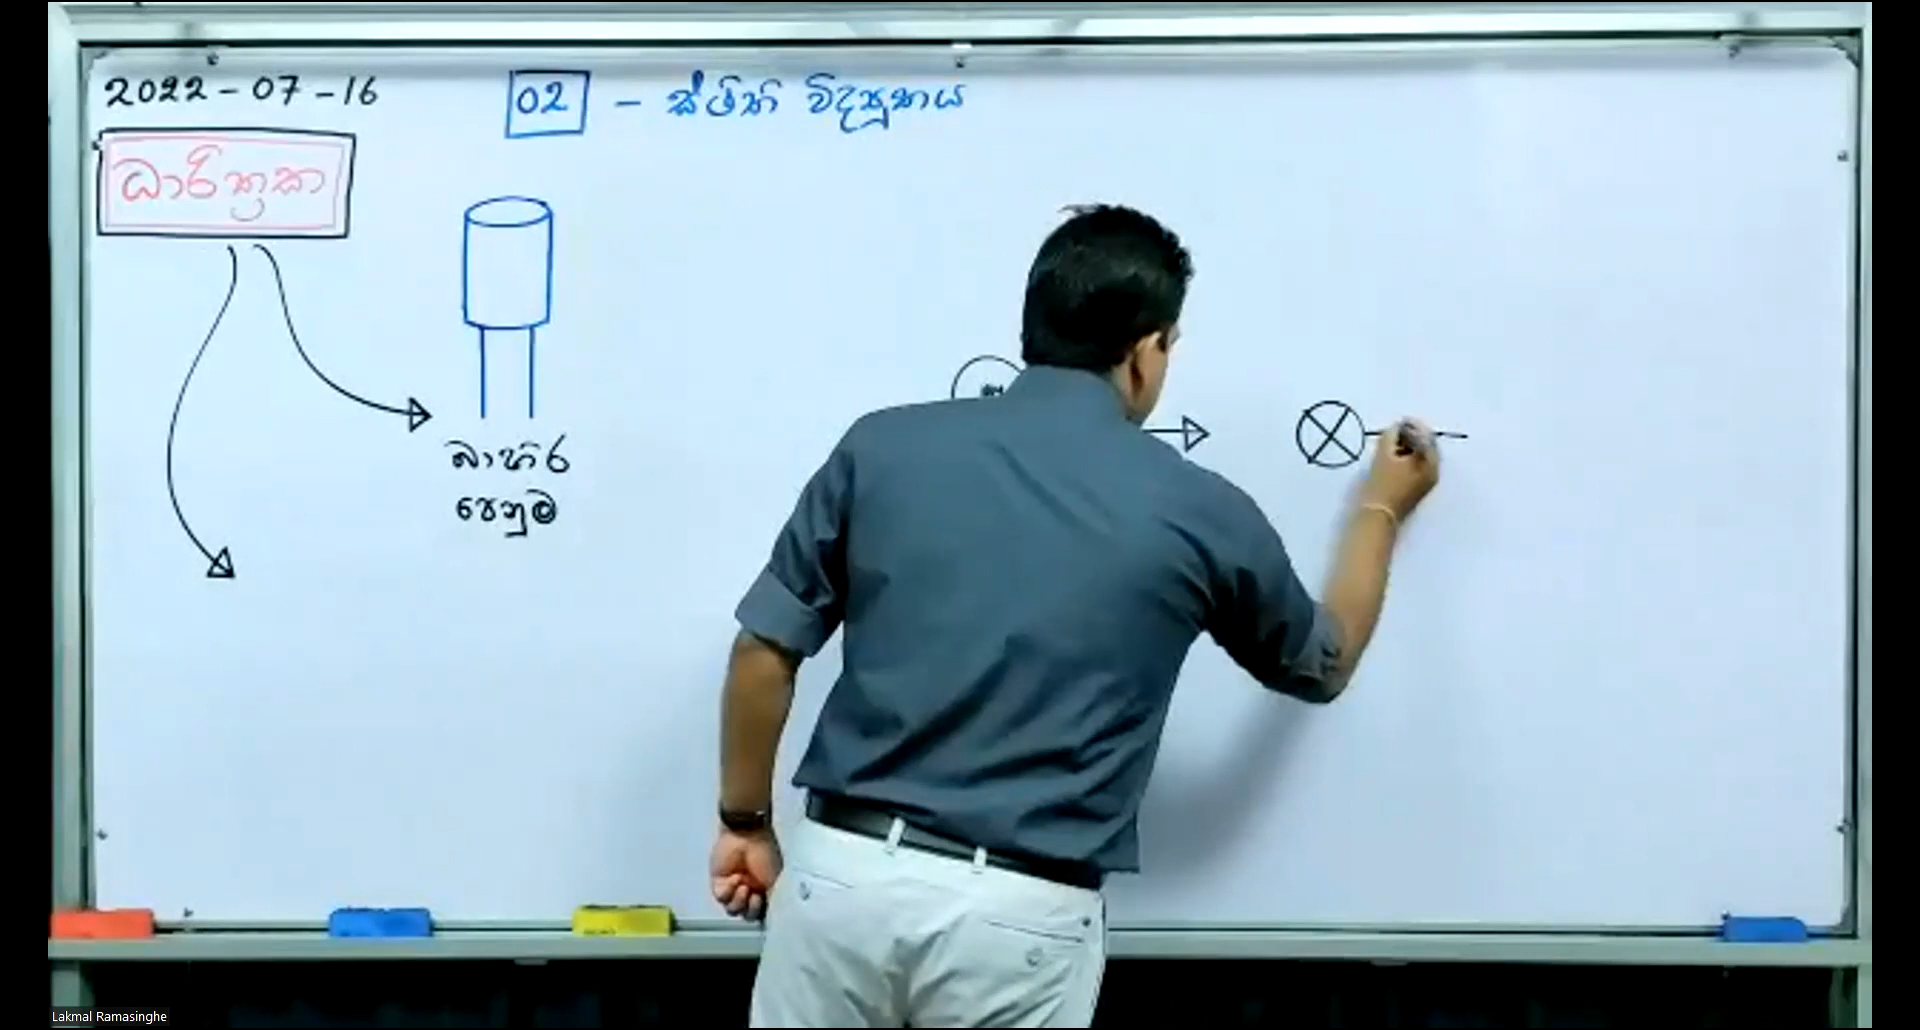 2022-07-16
02 - ස්ථිති විද්‍යුතය
ධාරිත්‍රක
බාහිර
පෙනුම
Lakmal Ramasinghe